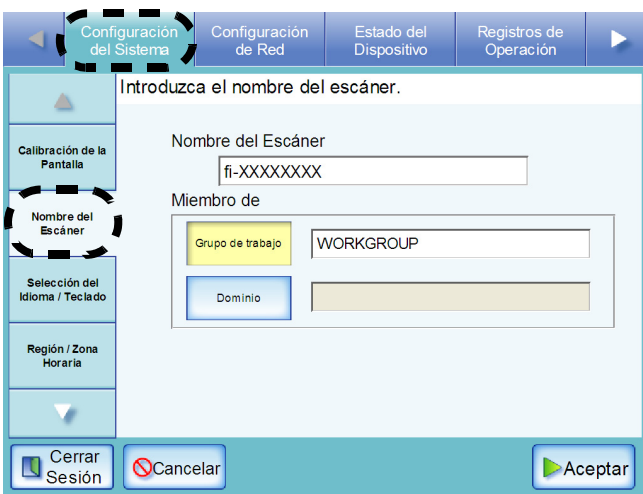 Configuración
del Sistema
Configuración
de Red
Estado del
Dispositivo
Registros de
Operación
Introduzca el nombre del escáner.
Calibración de la
Pantalla
Nombre del
Escáner
Selección del
Idioma / Teclado
Región / Zona
Horaria
Nombre del Escáner
fi-XXXXXXXX
Miembro de
Grupo de trabajo
WORKGROUP
Dominio
Cerrar
Sesión
Cancelar
Aceptar